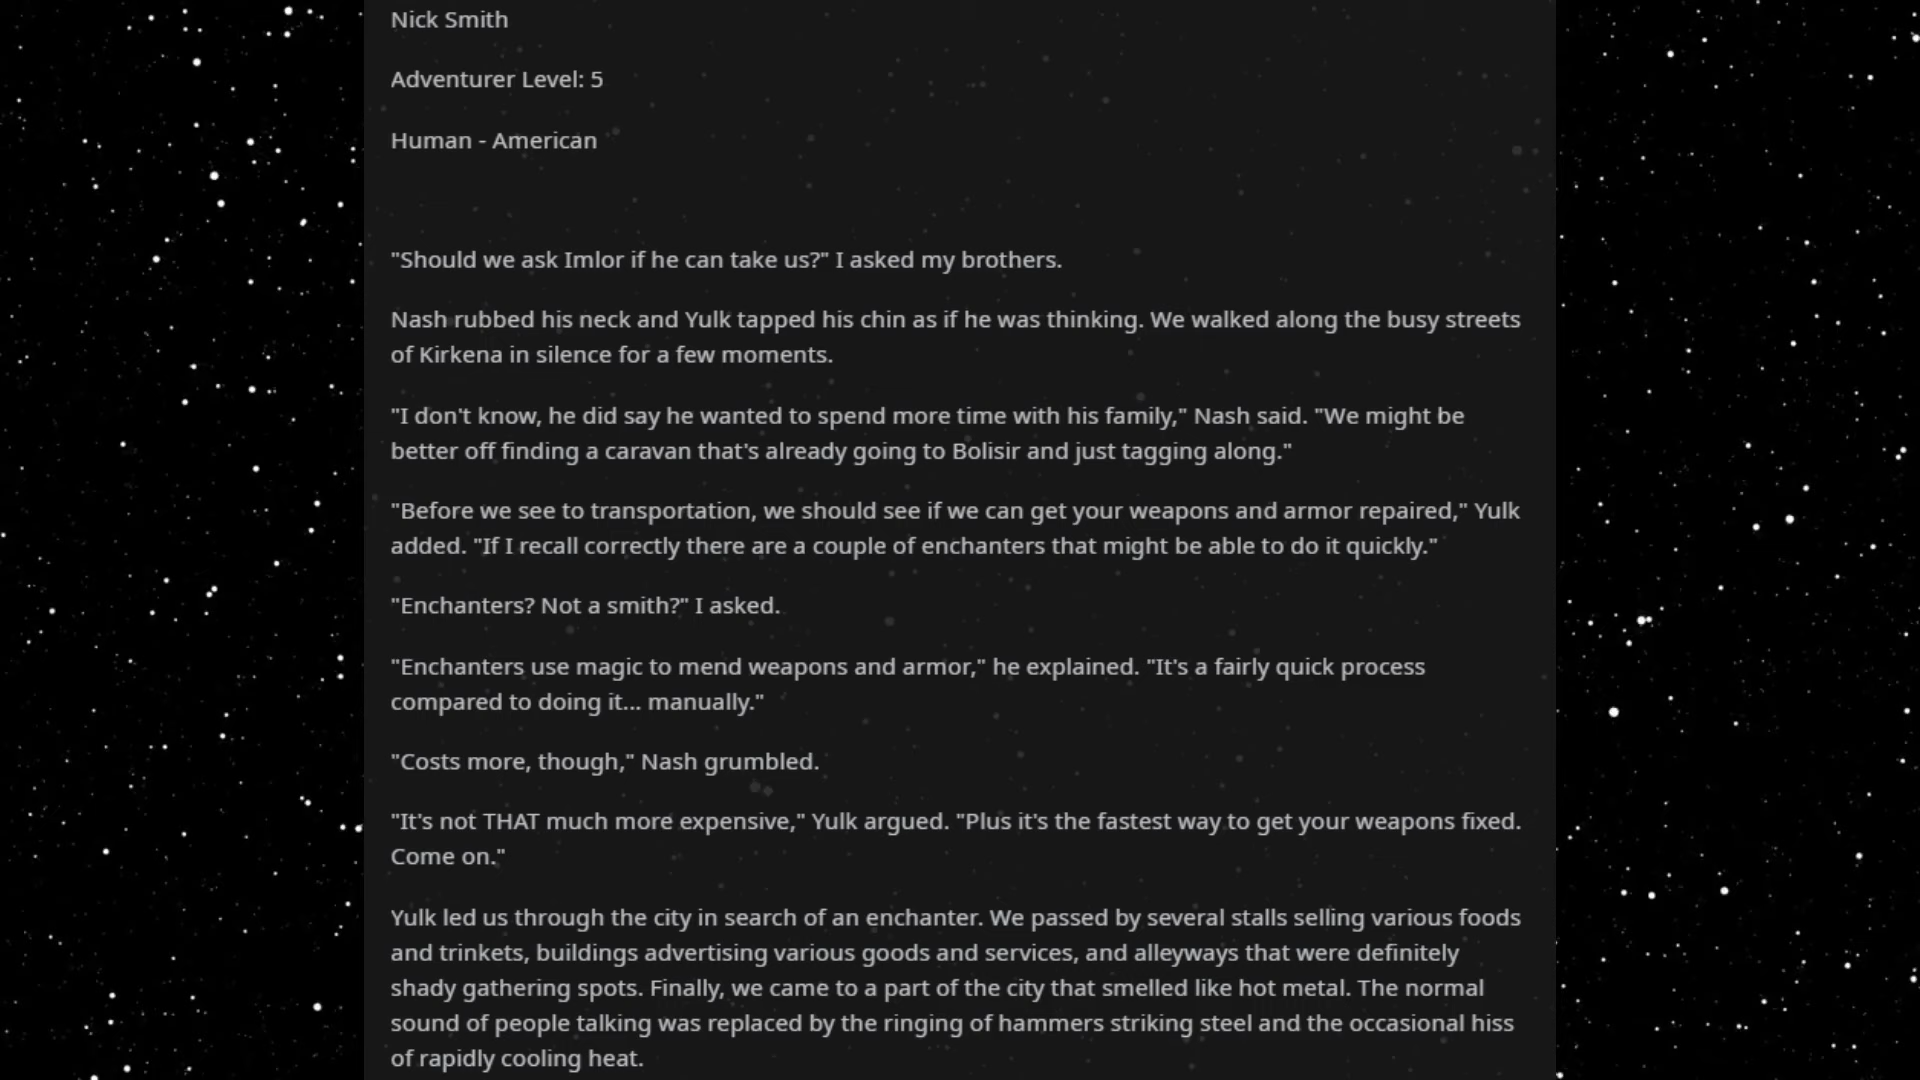 Nick Smith
Adventurer Level: 5
Human - American
"Should we ask Imlor if he can take us?" I asked my brothers.
Nash rubbed his neck and Yulk tapped his chin as if he was thinking. We walked along the busy streets
of Kirkena in silence for a few moments.
"I don't know, he did say he wanted to spend more time with his family," Nash said. "We might be
better off finding a caravan that's already going to Bolisir and just tagging along."
"Before we see to transportation, we should see if we can get your weapons and armor repaired," Yulk
added. "If I recall correctly there are a couple of enchanters that might be able to do it quickly."
"Enchanters? Not a smith?" I asked.
"Enchanters use magic to mend weapons and armor," he explained. "It's a fairly quick process
compared to doing it... manually."
"Costs more, though," Nash grumbled.
"It's not THAT much more expensive," Yulk argued. "Plus it's the fastest way to get your weapons fixed.
Come on."
Yulk led us through the city in search of an enchanter. We passed by several stalls selling various foods
and trinkets, buildings advertising various goods and services, and alleyways that were definitely
shady gathering spots. Finally, we came to a part of the city that smelled like hot metal. The normal
sound of people talking was replaced by the ringing of hammers striking steel and the occasional hiss
of rapidly cooling heat.